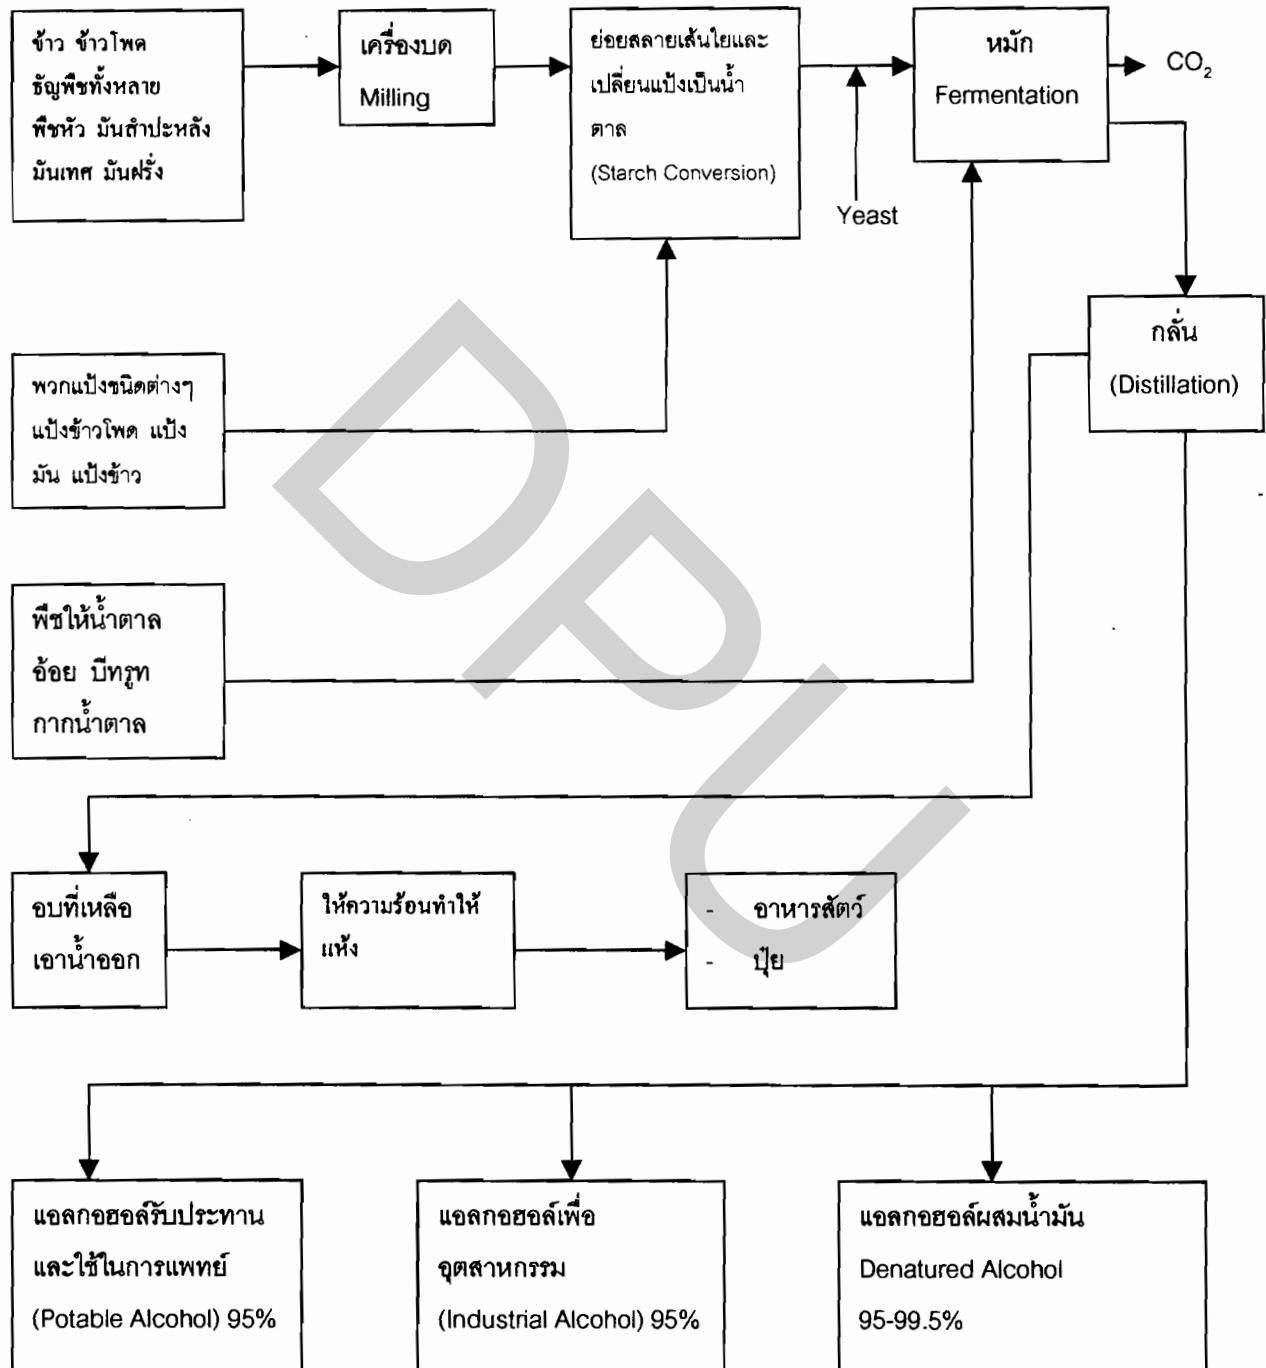 ข้าว ข้าวโพด
ธัญพืชทั้งหลาย
พืชหัว มันสำปะหลัง
มันเทศ มันฝรั่ง
เครื่องบด
Milling
ย่อยสลายเส้นใยและ
เปลี่ยนแป้งเป็นน้ำ
ตาล
(Starch Conversion)
Yeast
หมัก
Fermentation
CO₂
กลั่น
(Distillation)
พวกแป้งชนิดต่างๆ
แป้งข้าวโพด แป้ง
มัน แป้งข้าว
พืชให้น้ำตาล
อ้อย บีทรูท
กากน้ำตาล
อบที่เหลือ
เอาน้ำออก
ให้ความร้อนทำให้
แห้ง
- อาหารสัตว์
- ปุ๋ย
แอลกอฮอล์รับประทาน
และใช้ในการแพทย์
(Potable Alcohol) 95%
แอลกอฮอล์เพื่อ
อุตสาหกรรม
(Industrial Alcohol) 95%
แอลกอฮอล์ผสมน้ำมัน
Denatured Alcohol
95-99.5%
DPU